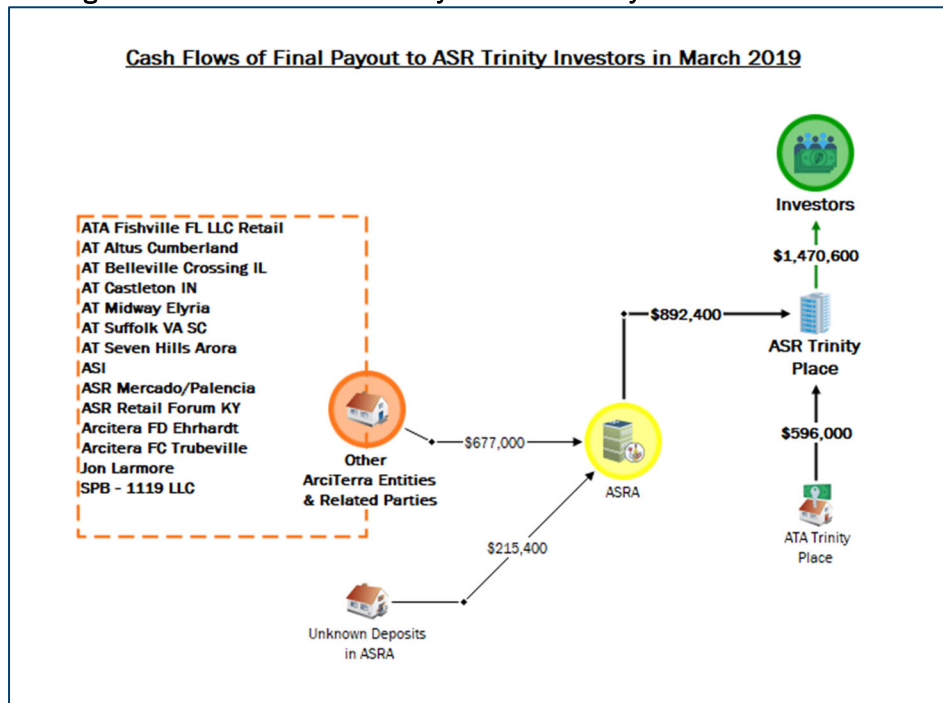 Cash Flows of Final Payout to ASR Trinity Investors in March 2019
Investors
$1,470,600
ATA Fishville FL LLC Retail
AT Altus Cumberland
AT Belleville Crossing IL
AT Castleton IN
AT Midway Elyria
AT Suffolk VA SC
AT Seven Hills Arora
ASI
ASR Mercado/Palencia
ASR Retail Forum KY
Arcitera FD Ehrhardt
Arcitera FC Trubeville
Jon Larmore
SPB - 1119 LLC
$892,400
ASR Trinity
Place
Other
ArciTerra Entities
& Related Parties
$677,000
ASRA
$596,000
ATA Trinity
Place
$215,400
Unknown Deposits
in ASRA